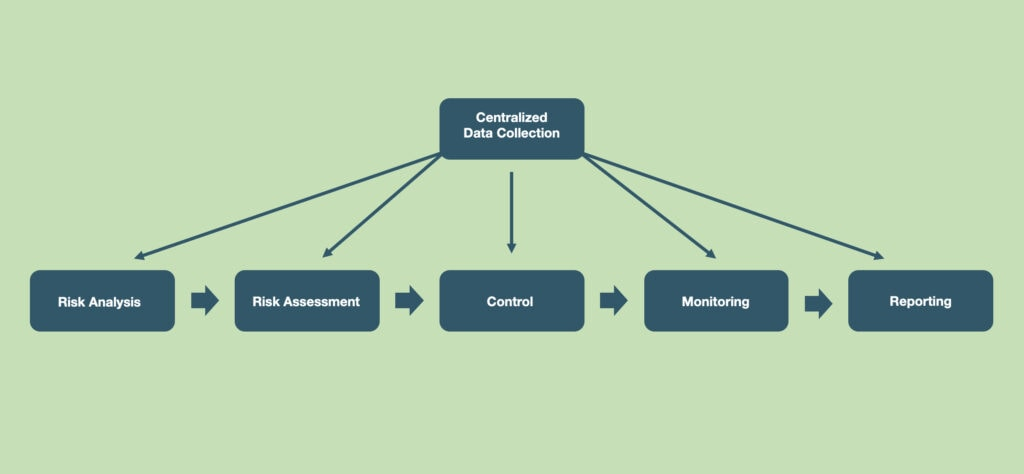 Centralized
Data Collection
Risk Analysis
Risk Assessment
Control
Monitoring
Reporting